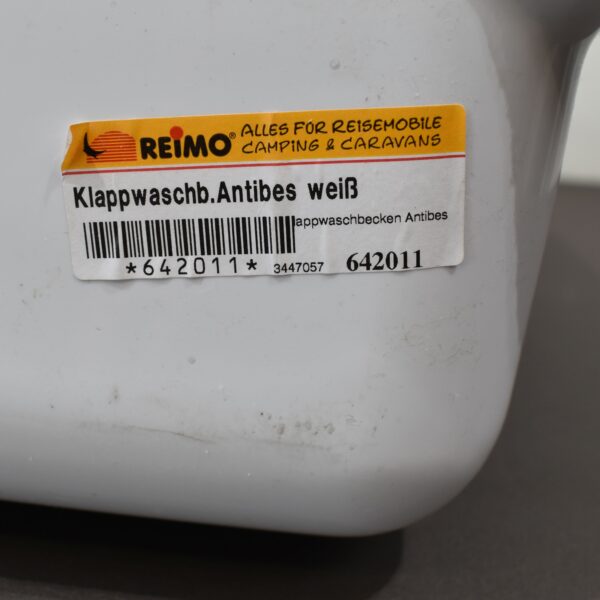 REIMO® ALLES FÜR REISEMOBILE
CAMPING & CARAVANS
Klappwaschb.Antibes weiß
appwaschbecken Antibes
*642011* 3447057 642011